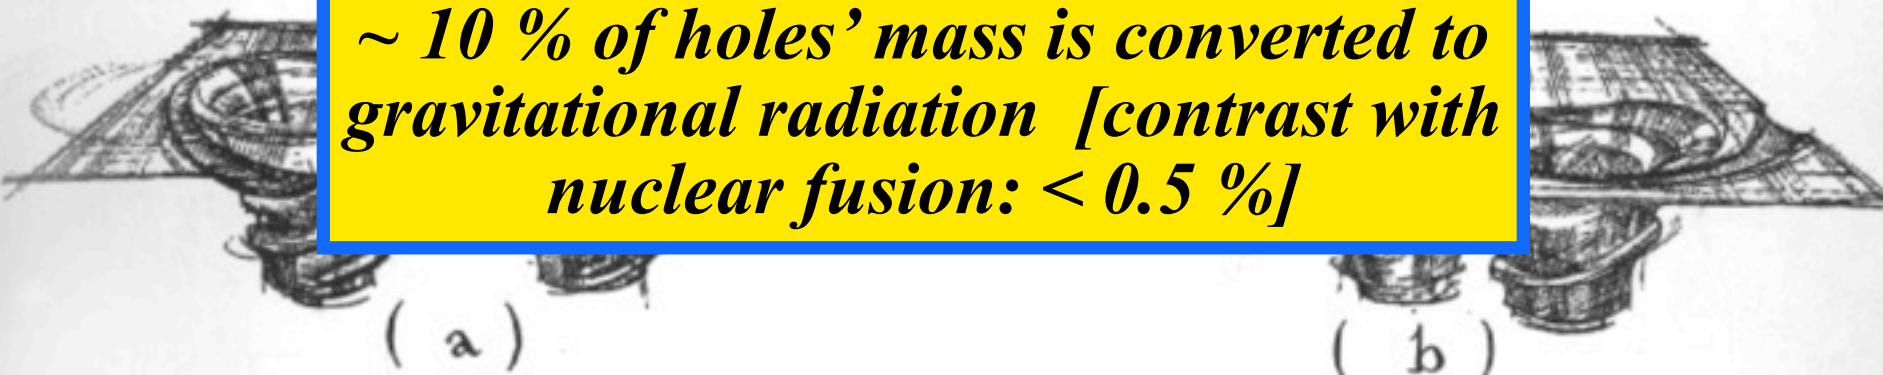 ~ 10 % of holes’ mass is converted to
gravitational radiation [contrast with
nuclear fusion: < 0.5 %]
( a ) ( b )